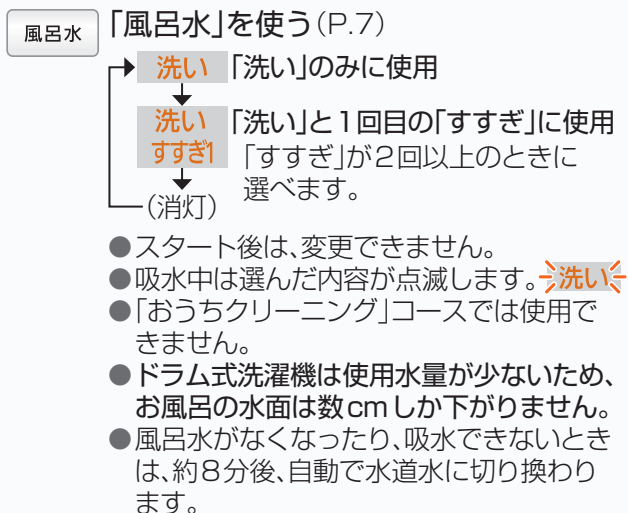 風呂水 「風呂水」を使う(P.7)
洗い 「洗い」のみに使用
洗い 「洗い」と1回目の「すすぎ」に使用
すすぎ1 「すすぎ」が2回以上のときに
選べます。
(消灯)
●スタート後は、変更できません。
●吸水中は選んだ内容が点滅します。洗い
●「おうちクリーニング」コースでは使用で
きません。
●ドラム式洗濯機は使用水量が少ないため、
お風呂の水面は数cmしか下がりません。
●風呂水がなくなったり、吸水できないとき
は、約8分後、自動で水道水に切り換わり
ます。